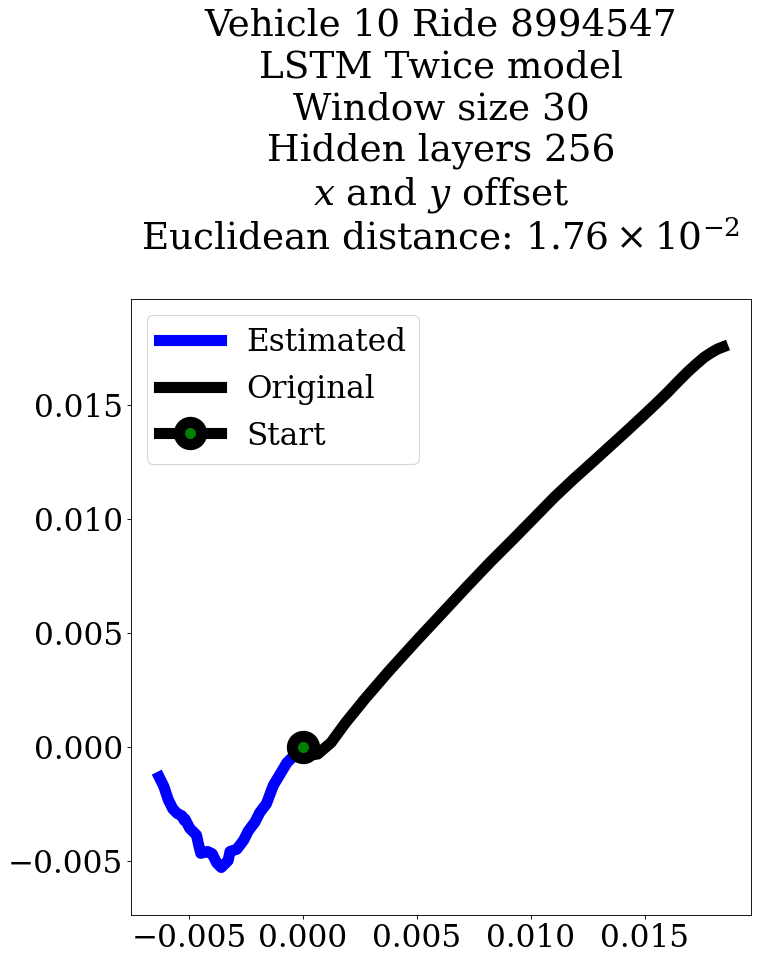 Vehicle 10 Ride 8994547
LSTM Twice model
Window size 30
Hidden layers 256
x and y offset
Euclidean distance: 1.76 × 10⁻²
Estimated
Original
Start
0.015
0.010
0.005
0.000
−0.005
−0.005 0.000 0.005 0.010 0.015